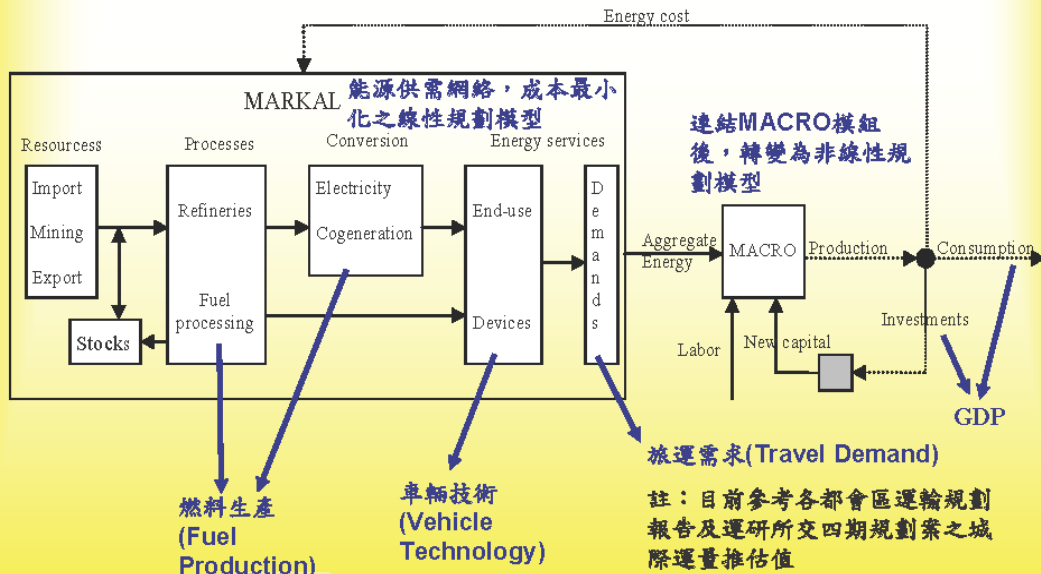 Energy cost
MARKAL
能源供需網絡，成本最小
化之線性規劃模型
連結MACRO模組
後，轉變為非線性規
劃模型
Resourcess
Processes
Conversion
Energy services
Import
Mining
Export
Stocks
Refineries
Fuel
processing
Electricity
Cogeneration
End-use
Devices
D
e
m
a
n
d
s
Aggregate
Energy
MACRO
Production
Consumption
Labor
New capital
Investments
GDP
燃料生產
(Fuel
Production)
車輛技術
(Vehicle
Technology)
旅運需求(Travel Demand)
註：目前參考各都會區運輸規劃
報告及運研所交四期規劃案之城
際運量推估值